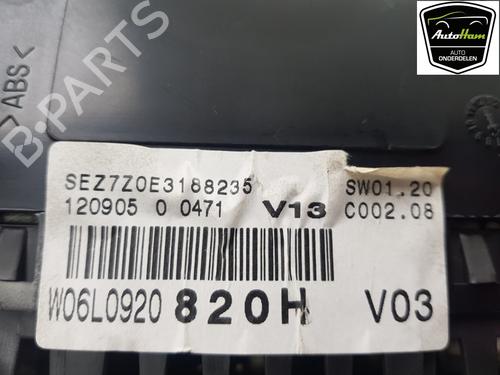 AutoHam
AUTO
ONDERDELEN
>ABS<
B-PARTS
SEZ7Z0E3188235
SW01.20
120905 0 0471 V13 C002.08
W06L0920 820H V03